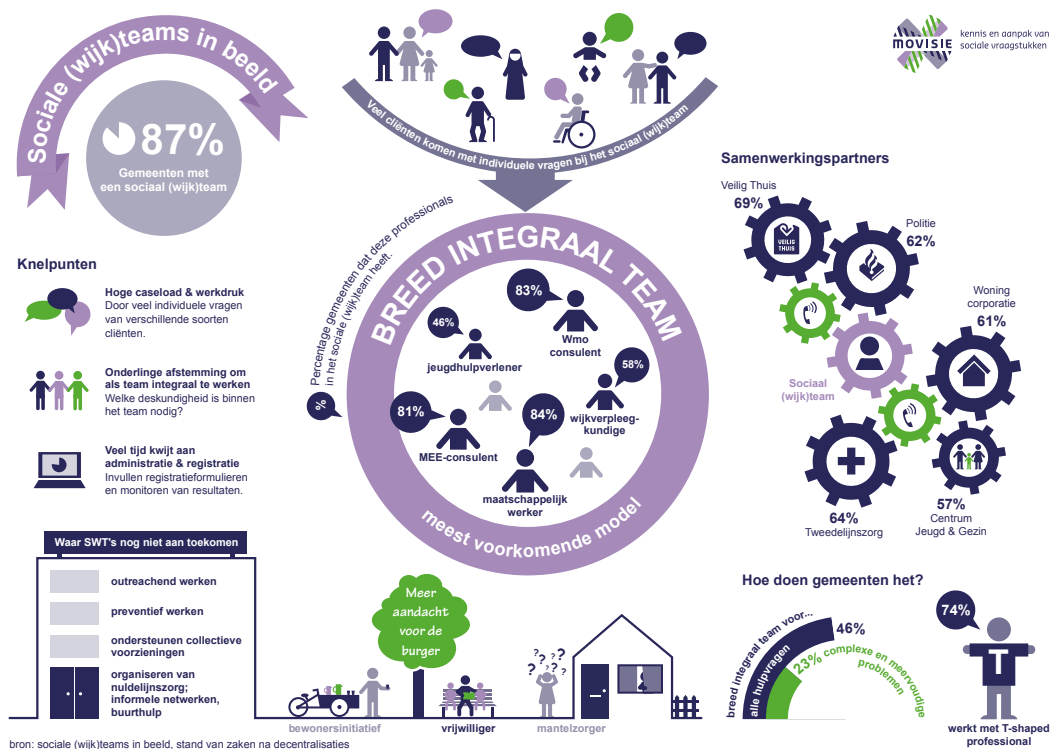 Sociale (wijk)teams in beeld
87%
Gemeenten met
een sociaal (wijk)team
Veel cliënten komen met individuele vragen bij het sociaal (wijk)team
MOVISIE
kennis en aanpak van
sociale vraagstukken
Knelpunten
Hoge caseload & werkdruk
Door veel individuele vragen
van verschillende soorten
cliënten.
Onderlinge afstemming om
als team integraal te werken
Welke deskundigheid is binnen
het team nodig?
Veel tijd kwijt aan
administratie & registratie
Invullen registratieformulieren
en monitoren van resultaten.
%
Percentage gemeenten dat deze professionals
in het sociale (wijk)team heeft.
BREED INTEGRAAL TEAM
83%
Wmo
consulent
46%
jeugdhulpverlener
58%
wijkverpleeg-
kundige
81%
MEE-consulent
84%
maatschappelijk
werker
meest voorkomende model
Samenwerkingspartners
Veilig Thuis
69%
VEILIG
THUIS
Politie
62%
Woning
corporatie
61%
Sociaal
(wijk)team
64%
Tweedelijnszorg
57%
Centrum
Jeugd & Gezin
Waar SWT's nog niet aan toekomen
outreachend werken
preventief werken
ondersteunen collectieve
voorzieningen
organiseren van
nuldelijnszorg;
informele netwerken,
buurthulp
Meer
aandacht
voor de
burger
? ? ? ? ? ? ?
bewonersinitiatief
vrijwilliger
mantelzorger
Hoe doen gemeenten het?
breed integraal team voor...
alle hulpvragen
46%
23% complexe en meervoudige
problemen
74%
T
werkt met T-shaped
professional
bron: sociale (wijk)teams in beeld, stand van zaken na decentralisaties